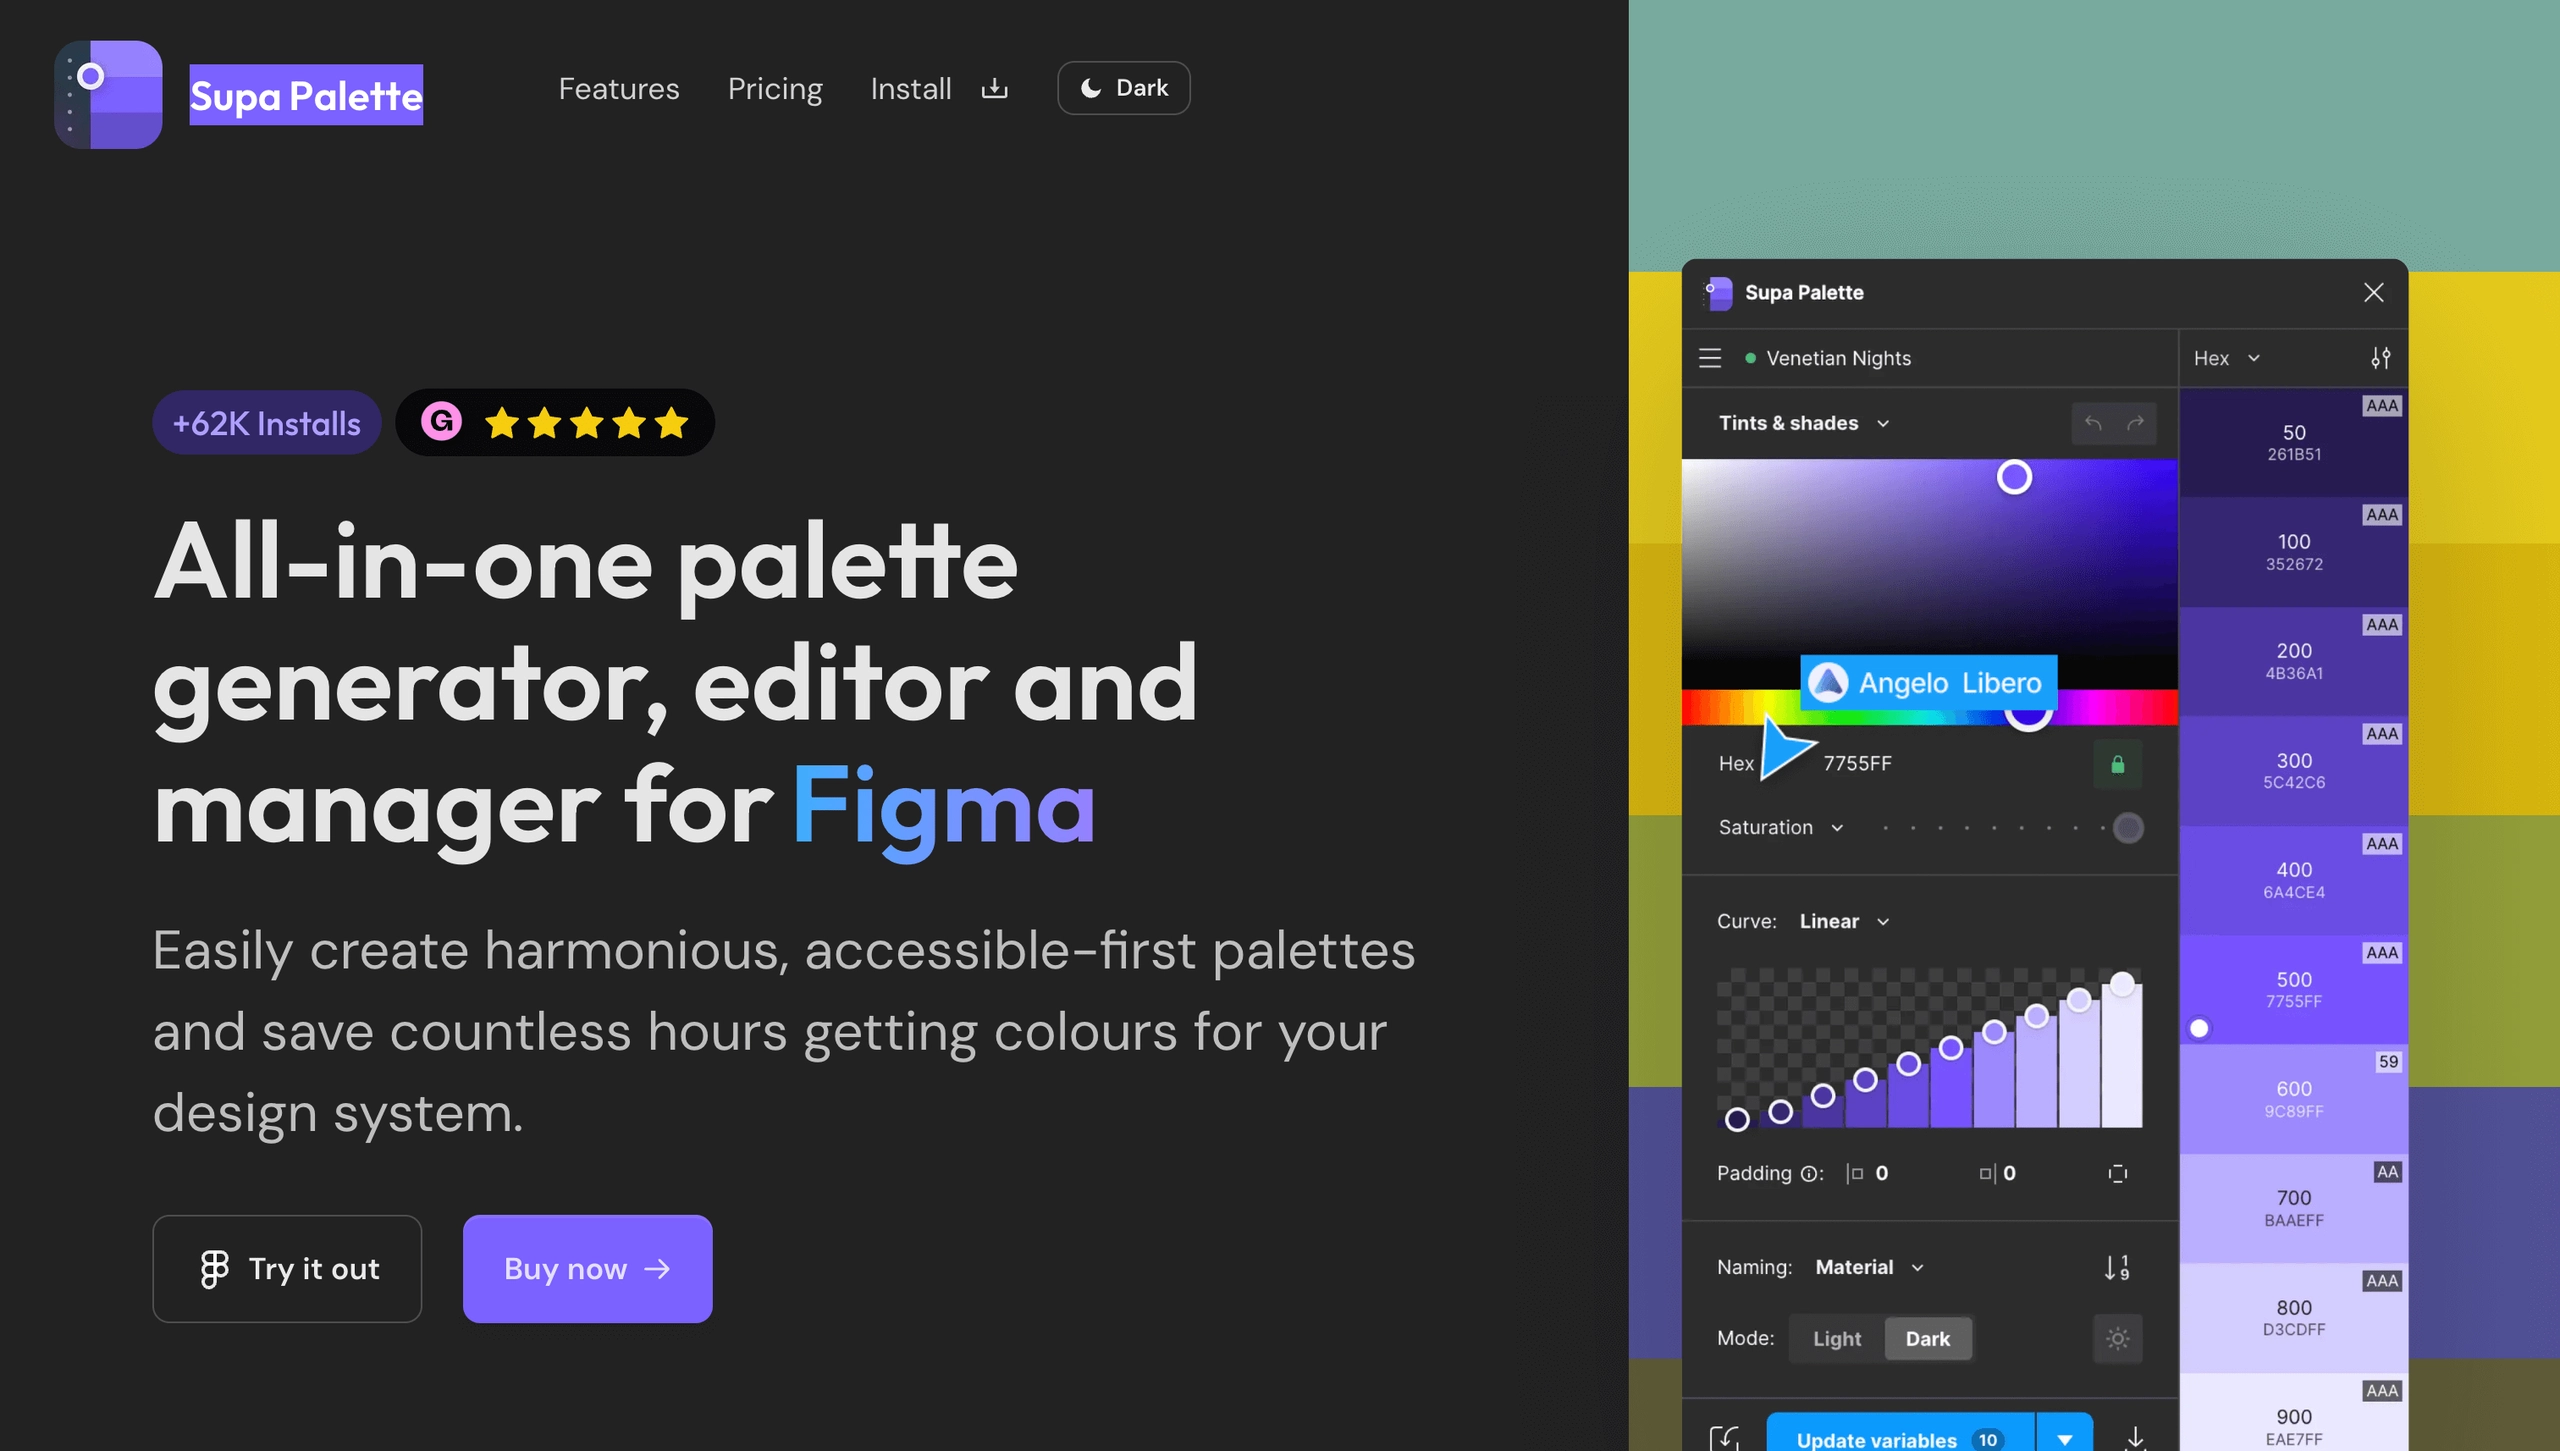 Supa Palette
Features
Pricing
Install
Dark
+62K Installs
G
All-in-one palette
generator, editor and
manager for Figma
Easily create harmonious, accessible-first palettes
and save countless hours getting colours for your
design system.
Try it out
Buy now →
Supa Palette
Venetian Nights
Hex
Tints & shades
Angelo Libero
Hex 7755FF
Saturation
Curve: Linear
Padding : 0 0
Naming: Material
1
9
Mode: Light Dark
Update variables 10
AAA
50
261B51
AAA
100
352672
AAA
200
4B36A1
AAA
300
5C42C6
AAA
400
6A4CE4
AAA
500
7755FF
59
600
9C89FF
AA
700
BAAEFF
AAA
800
D3CDFF
AAA
900
EAE7FF